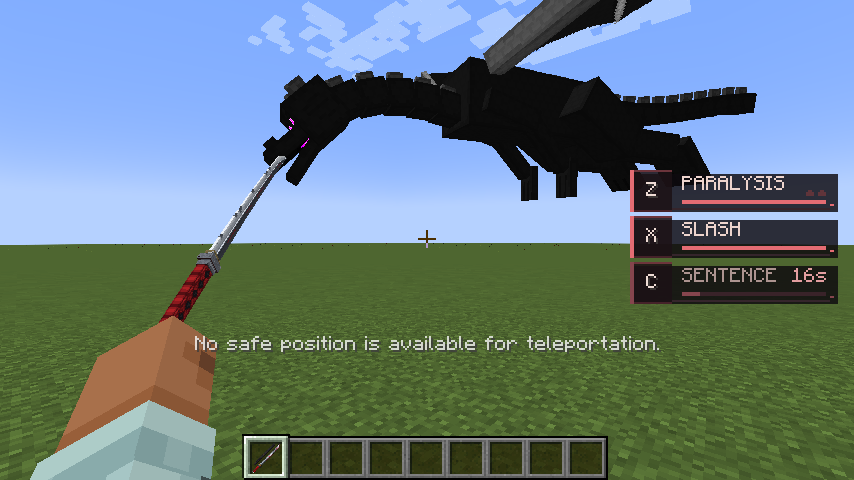 Z PARALYSIS
X SLASH
C SENTENCE 16s
No safe position is available for teleportation.